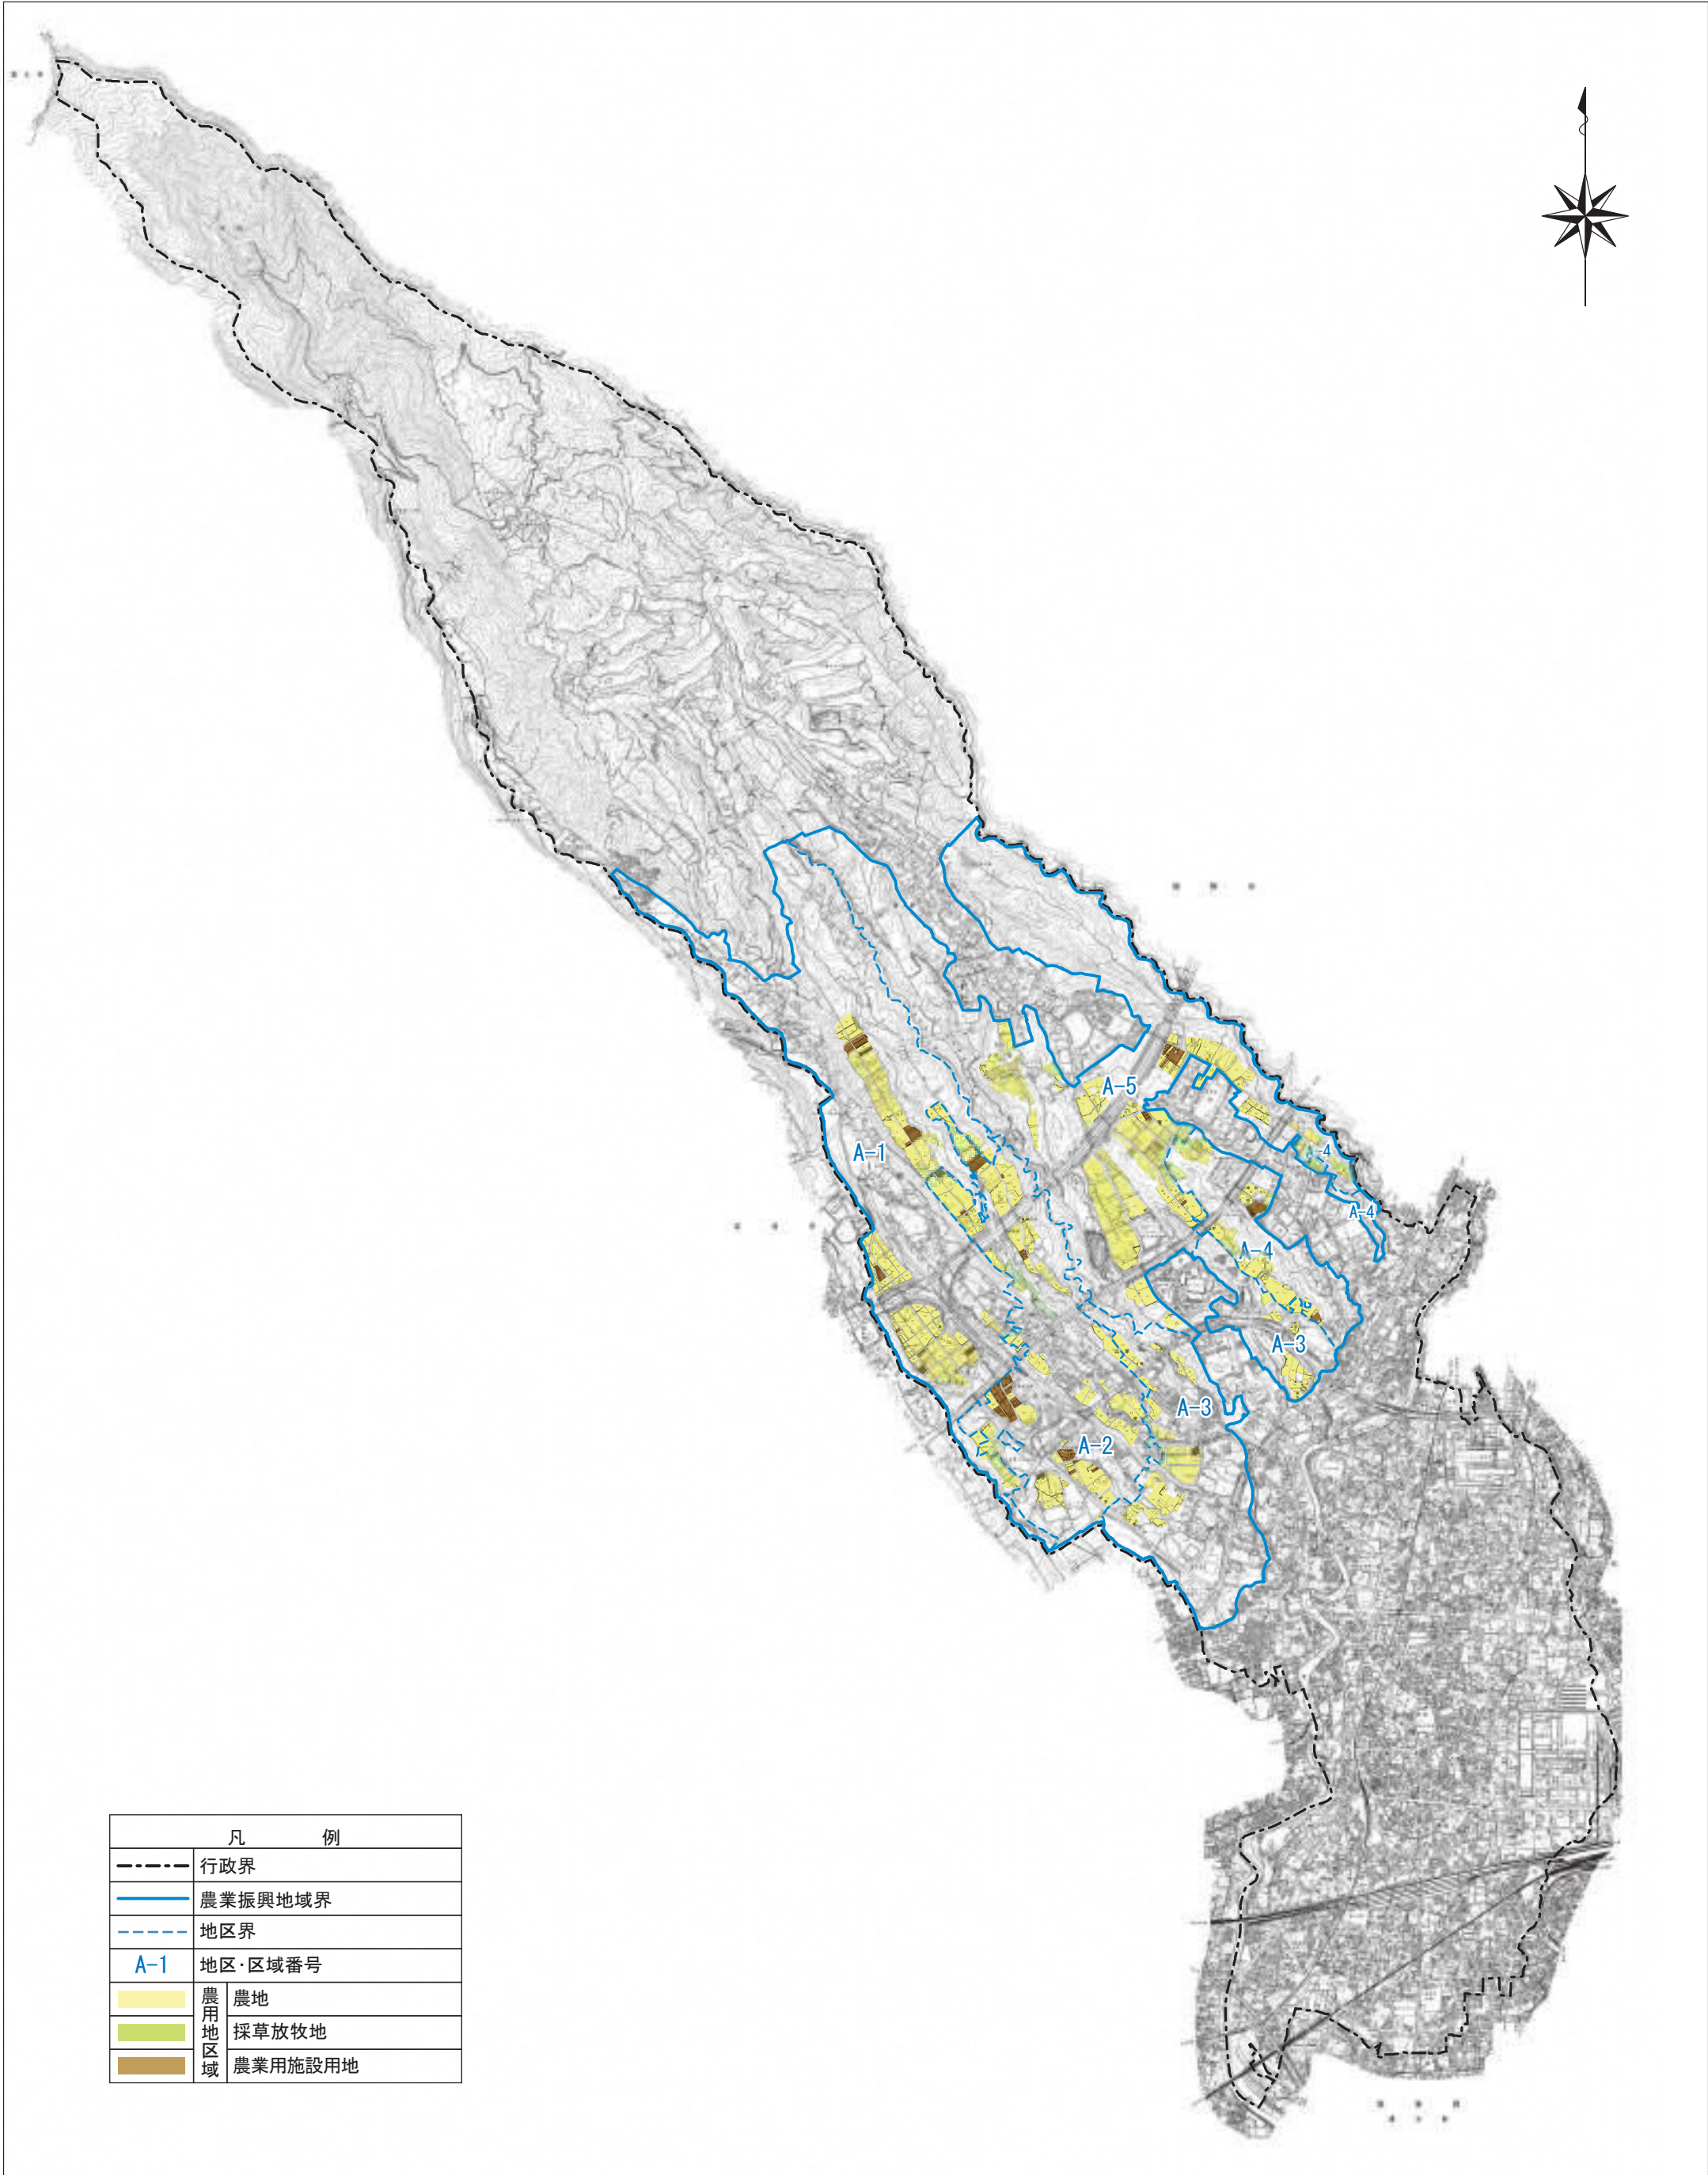 A-5
A-1
A-4
A-4
A-4
A-3
A-3
A-2
凡 例
行政界
農業振興地域界
地区界
A-1 地区・区域番号
農用地区域
農地
採草放牧地
農業用施設用地